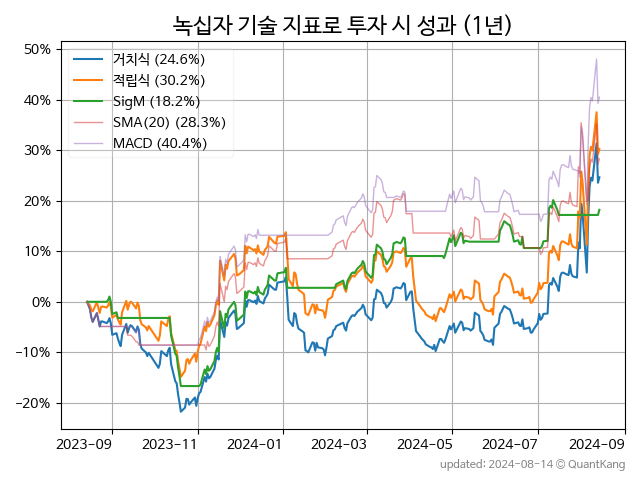 녹십자 기술 지표로 투자 시 성과 (1년)
50%
40%
30%
20%
10%
0%
−10%
−20%
거치식 (24.6%)
적립식 (30.2%)
SigM (18.2%)
SMA(20) (28.3%)
MACD (40.4%)
2023-09 2023-11 2024-01 2024-03 2024-05 2024-07 2024-09
updated: 2024-08-14 © QuantKang